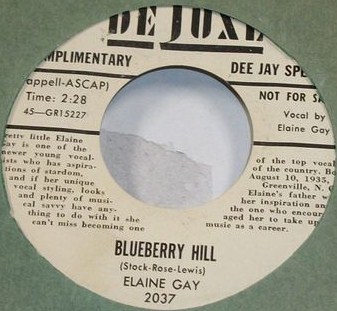 DE LUXE
MPLIMENTARY
DEE JAY SPE
appell-ASCAP)
Time: 2:28
45—GR15227
NOT FOR SA
Vocal by
Elaine Gay
retty little Elaine
Gay is one of the
newer young vocal-
ists who has aspira-
tions of stardom,
and if her unique
vocal styling, looks
and plenty of musi-
cal savvy have any-
thing to do with it she
can't miss becoming one
of the top vocal
of the country. Bo
August 10, 1935,
Greenville, N. C
Elaine's father w
her inspiration an
the one who encour
aged her to take up
music as a career.
BLUEBERRY HILL
(Stock-Rose-Lewis)
ELAINE GAY
2037